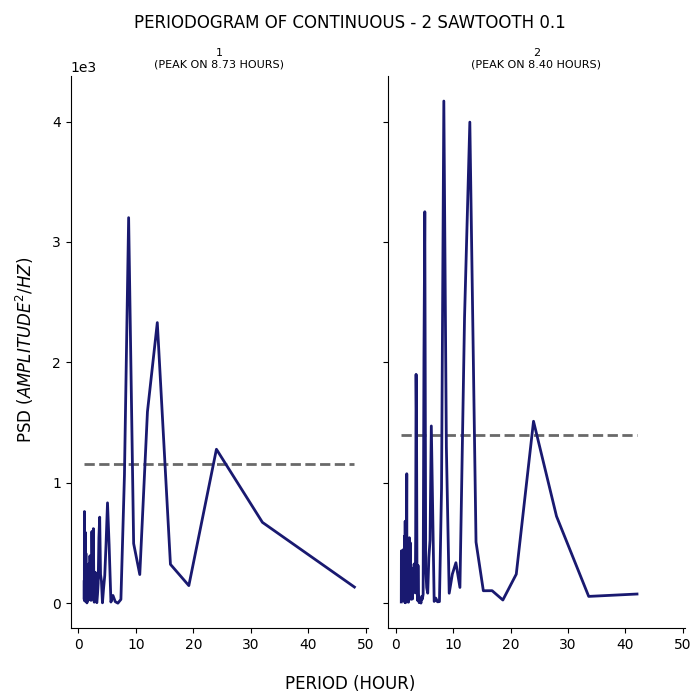 PERIODOGRAM OF CONTINUOUS - 2 SAWTOOTH 0.1
1
(PEAK ON 8.73 HOURS)
2
(PEAK ON 8.40 HOURS)
1e3
4
3
2
1
0
PSD (AMPLITUDE²/HZ)
0 10 20 30 40 50
0 10 20 30 40 50
PERIOD (HOUR)